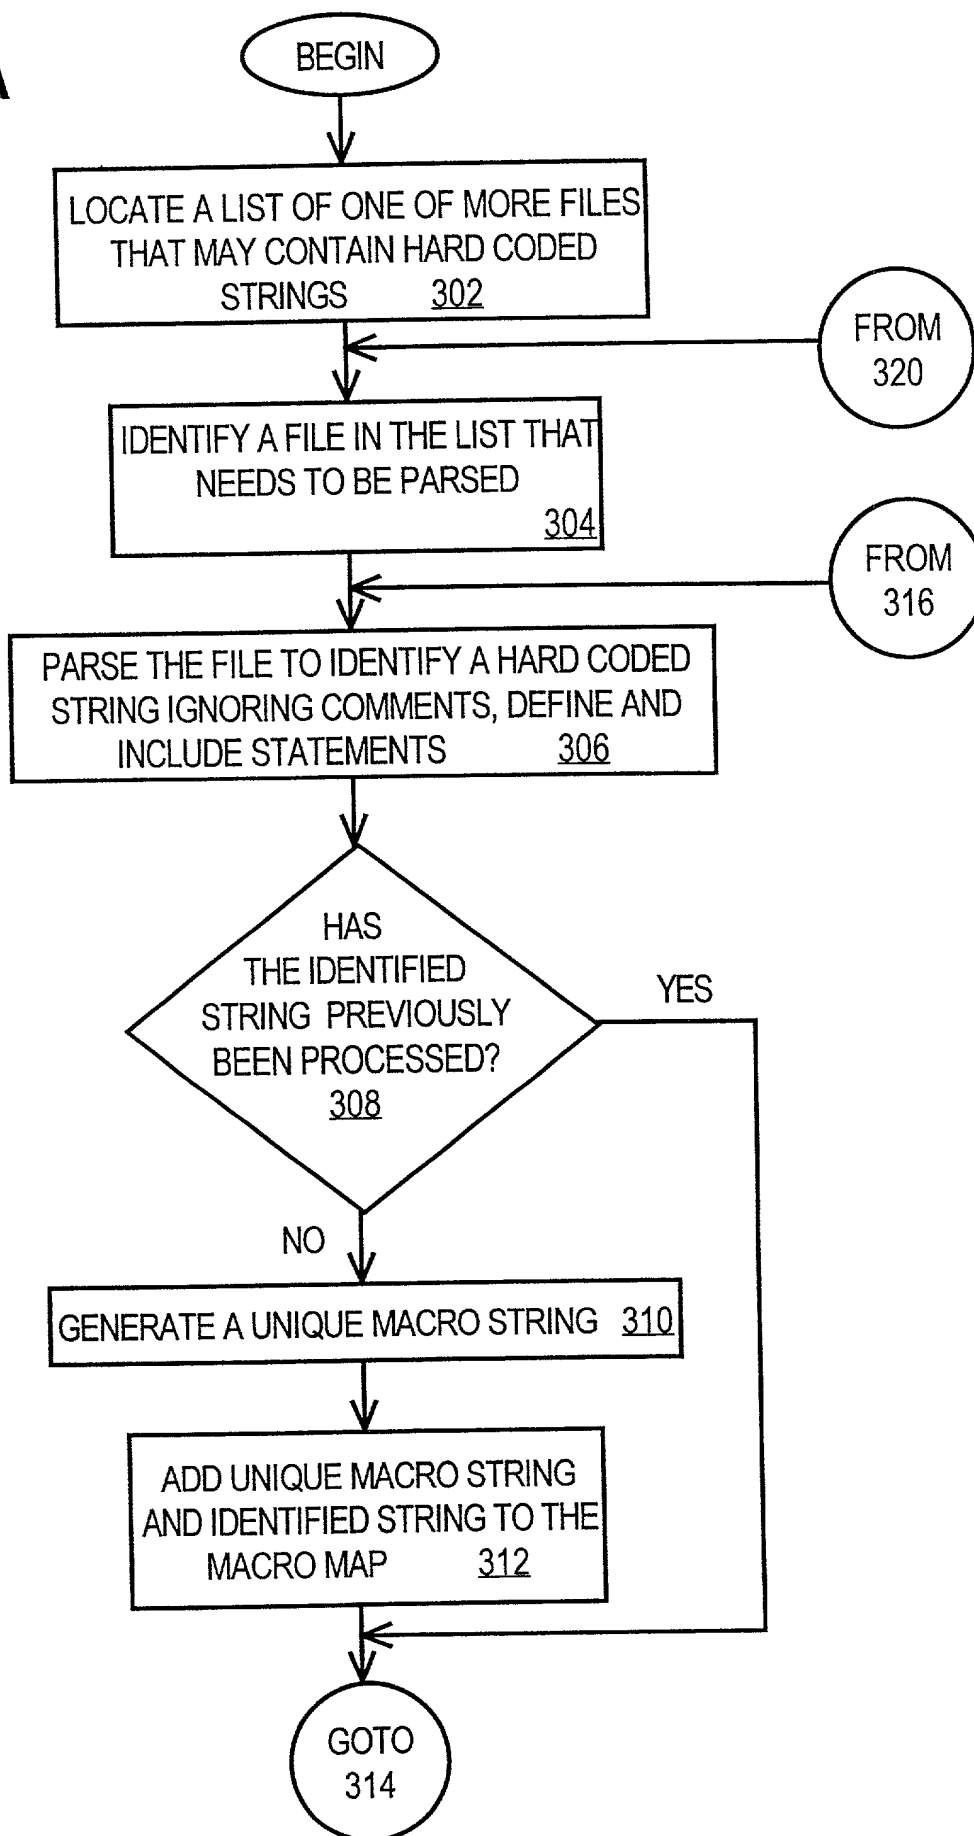 BEGIN
LOCATE A LIST OF ONE OF MORE FILES
THAT MAY CONTAIN HARD CODED
STRINGS 302
FROM
320
IDENTIFY A FILE IN THE LIST THAT
NEEDS TO BE PARSED
304
FROM
316
PARSE THE FILE TO IDENTIFY A HARD CODED
STRING IGNORING COMMENTS, DEFINE AND
INCLUDE STATEMENTS 306
HAS
THE IDENTIFIED
STRING PREVIOUSLY
BEEN PROCESSED?
308
YES
NO
GENERATE A UNIQUE MACRO STRING 310
ADD UNIQUE MACRO STRING
AND IDENTIFIED STRING TO THE
MACRO MAP 312
GOTO
314